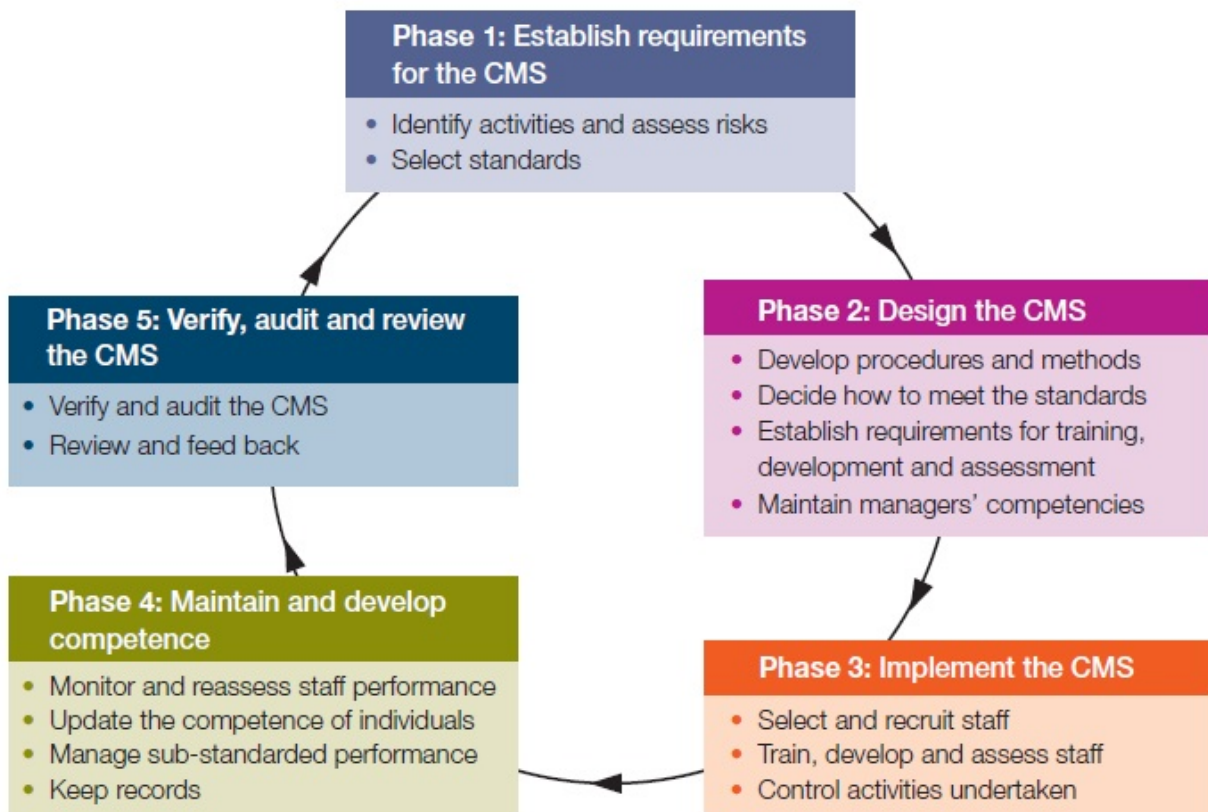 Phase 1: Establish requirements
for the CMS
• Identify activities and assess risks
• Select standards
Phase 2: Design the CMS
• Develop procedures and methods
• Decide how to meet the standards
• Establish requirements for training,
development and assessment
• Maintain managers’ competencies
Phase 3: Implement the CMS
• Select and recruit staff
• Train, develop and assess staff
• Control activities undertaken
Phase 4: Maintain and develop
competence
• Monitor and reassess staff performance
• Update the competence of individuals
• Manage sub-standarded performance
• Keep records
Phase 5: Verify, audit and review
the CMS
• Verify and audit the CMS
• Review and feed back